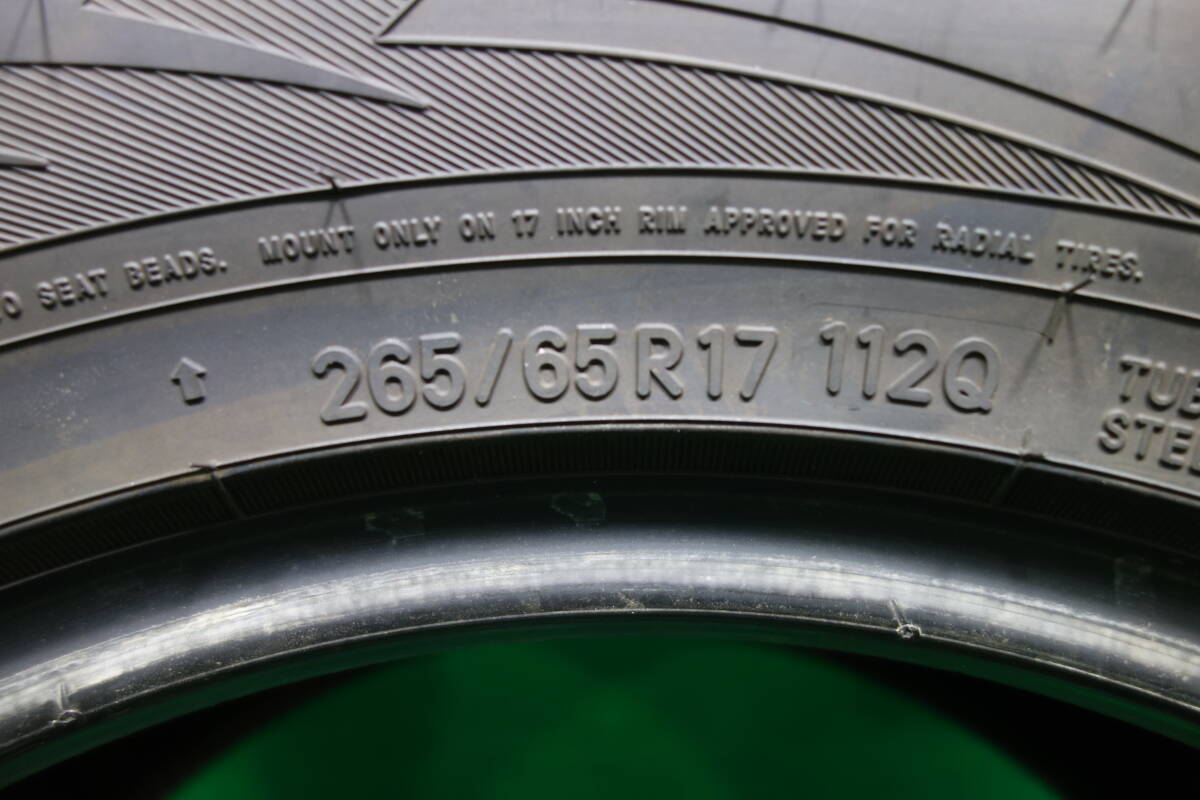 SEAT BEADS. MOUNT ONLY ON 17 INCH RIM APPROVED FOR RADIAL TIRES.
265/65R17 112Q